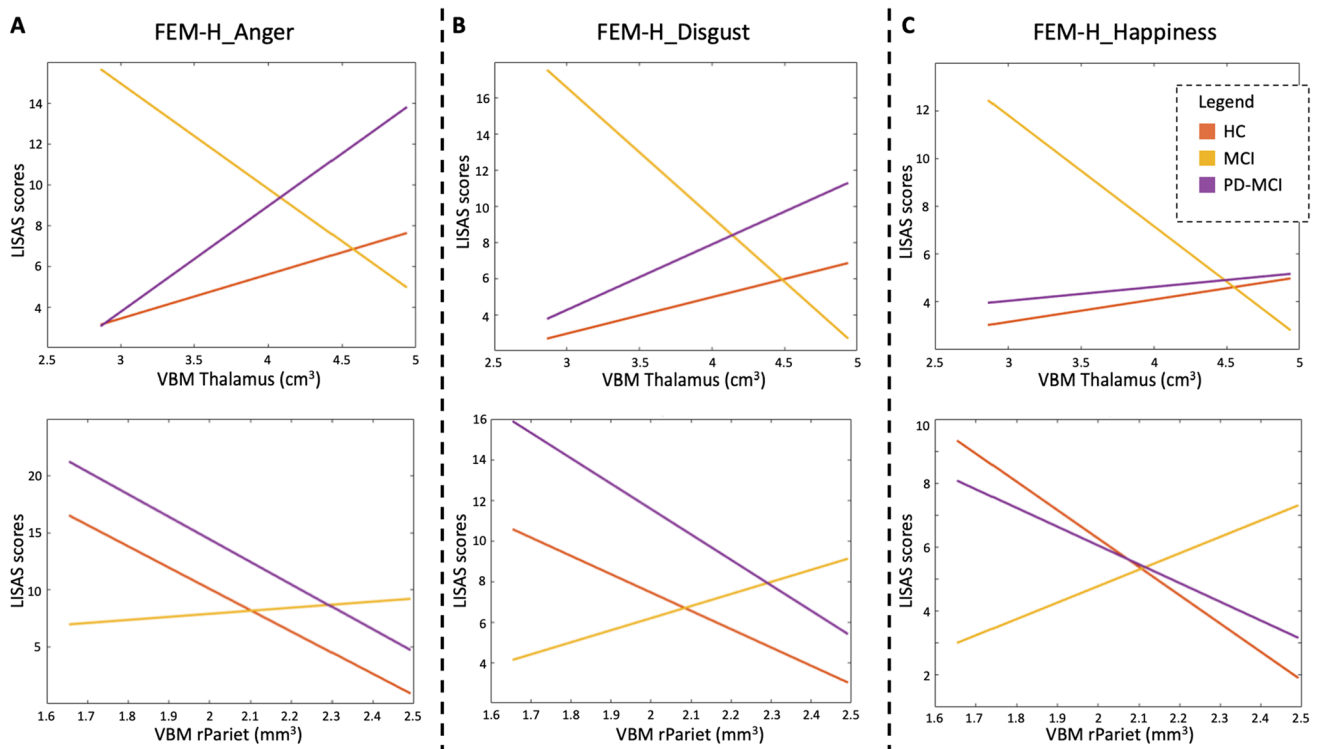 A
FEM-H_Anger
B
FEM-H_Disgust
C
FEM-H_Happiness
LISAS scores
14
12
10
8
6
4
2.5 3 3.5 4 4.5 5
VBM Thalamus (cm³)
LISAS scores
16
14
12
10
8
6
4
2.5 3 3.5 4 4.5 5
VBM Thalamus (cm³)
LISAS scores
12
10
8
6
4
2.5 3 3.5 4 4.5 5
VBM Thalamus (cm³)
Legend
HC
MCI
PD-MCI
LISAS scores
20
15
10
5
1.6 1.7 1.8 1.9 2 2.1 2.2 2.3 2.4 2.5
VBM rPariet (mm³)
LISAS scores
16
14
12
10
8
6
4
1.6 1.7 1.8 1.9 2 2.1 2.2 2.3 2.4 2.5
VBM rPariet (mm³)
LISAS scores
10
8
6
4
2
1.6 1.7 1.8 1.9 2 2.1 2.2 2.3 2.4 2.5
VBM rPariet (mm³)